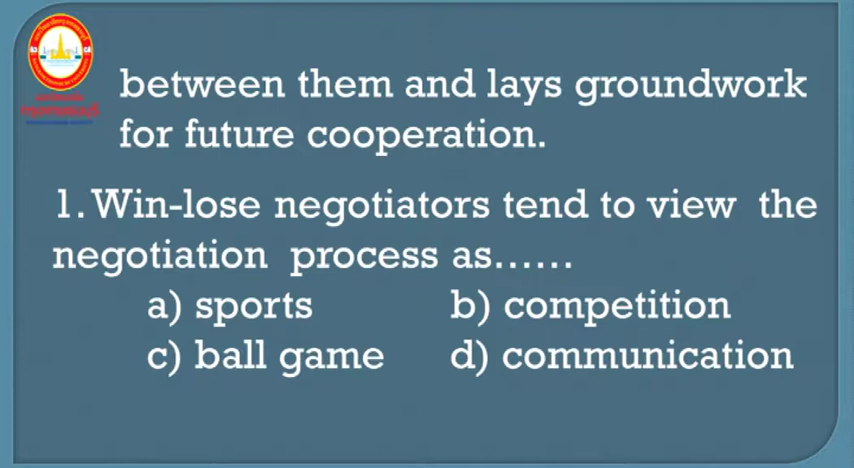 between them and lays groundwork
for future cooperation.
1. Win-lose negotiators tend to view the
negotiation process as......
a) sports b) competition
c) ball game d) communication